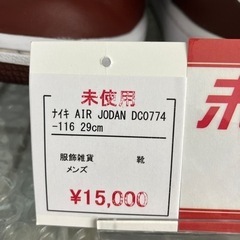 未使用
ﾅｲｷ AIR JODAN DC0774
-116 29cm
服飾雑貨 靴
メンズ
¥15,000
未